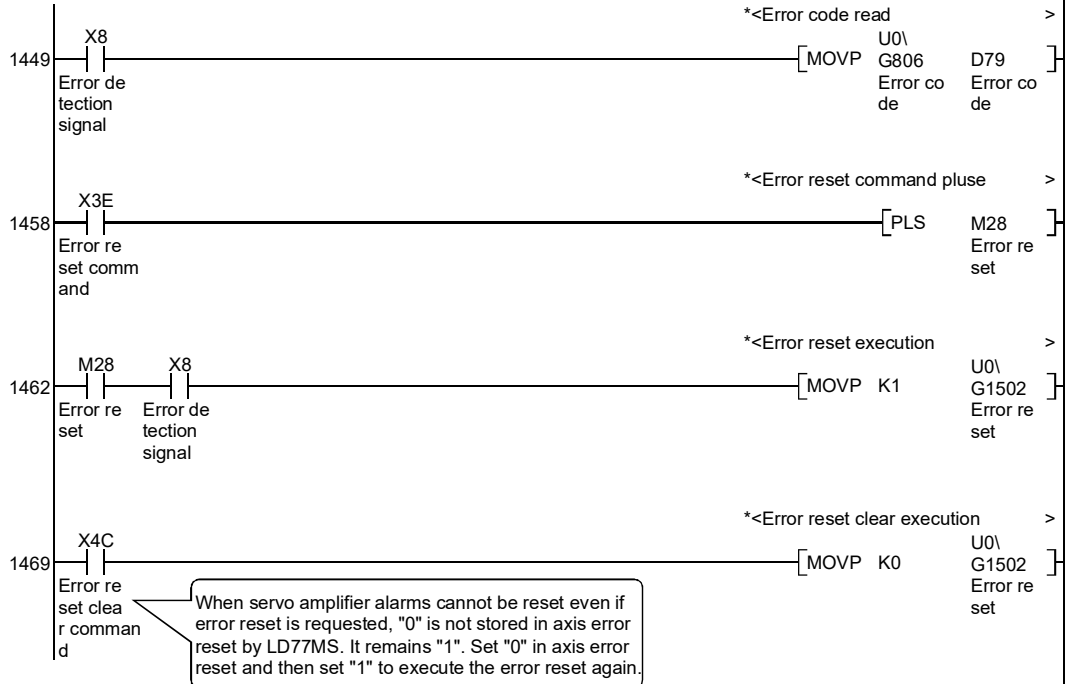 *<Error code read >
X8
U0\
1449
MOVP G806 D79
Error de
tection
signal
Error co
de
Error co
de
*<Error reset command pluse >
X3E
1458
PLS M28
Error re
set comm
and
Error re
set
*<Error reset execution >
M28 X8
U0\
1462
MOVP K1 G1502
Error re
set
Error de
tection
signal
Error re
set
*<Error reset clear execution >
X4C
U0\
1469
MOVP K0 G1502
Error re
set clea
r comman
d
Error re
set
When servo amplifier alarms cannot be reset even if
error reset is requested, "0" is not stored in axis error
reset by LD77MS. It remains "1". Set "0" in axis error
reset and then set "1" to execute the error reset again.